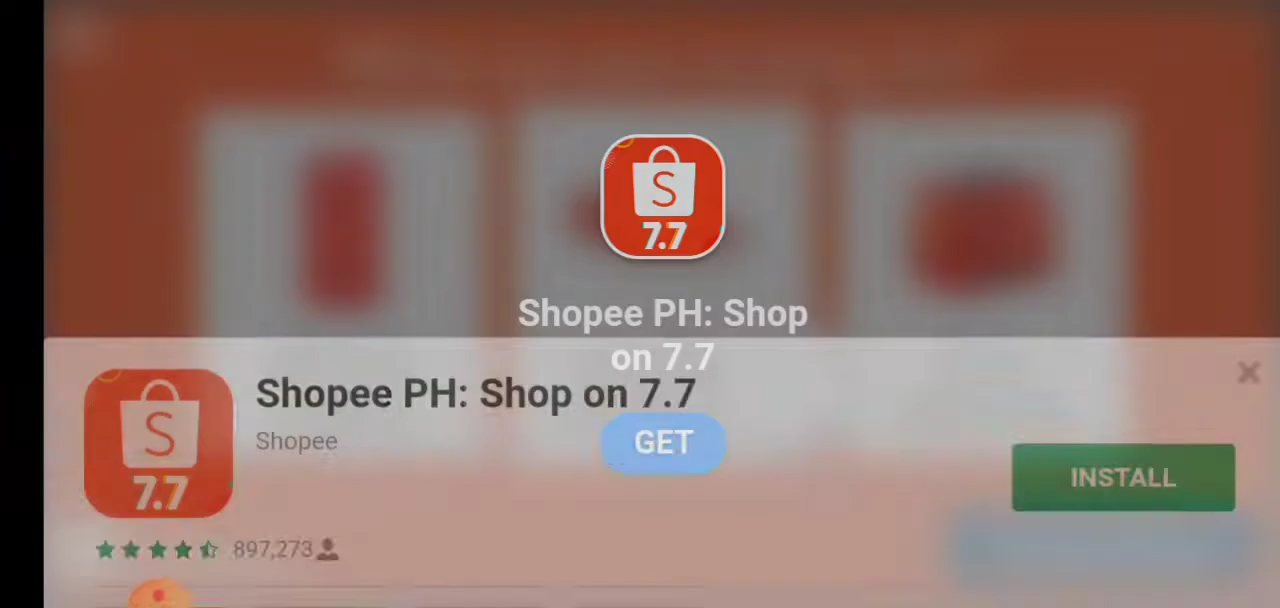 S
7.7
Shopee PH: Shop
on 7.7
GET
S
7.7
Shopee PH: Shop on 7.7
Shopee
INSTALL
897,273